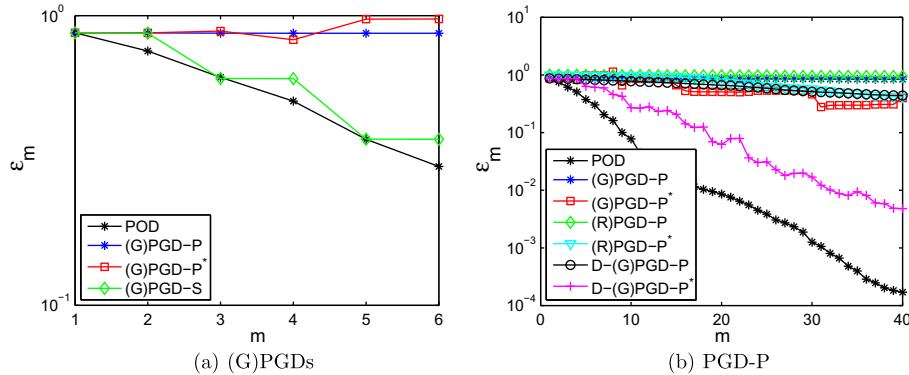 10^0
10^-1
ε_m
1 2 3 4 5 6
m
POD
(G)PGD-P
(G)PGD-P*
(G)PGD-S
(a) (G)PGDs
10^1
10^0
10^-1
10^-2
10^-3
10^-4
ε_m
0 10 20 30 40
m
POD
(G)PGD-P
(G)PGD-P*
(R)PGD-P
(R)PGD-P*
D-(G)PGD-P
D-(G)PGD-P*
(b) PGD-P